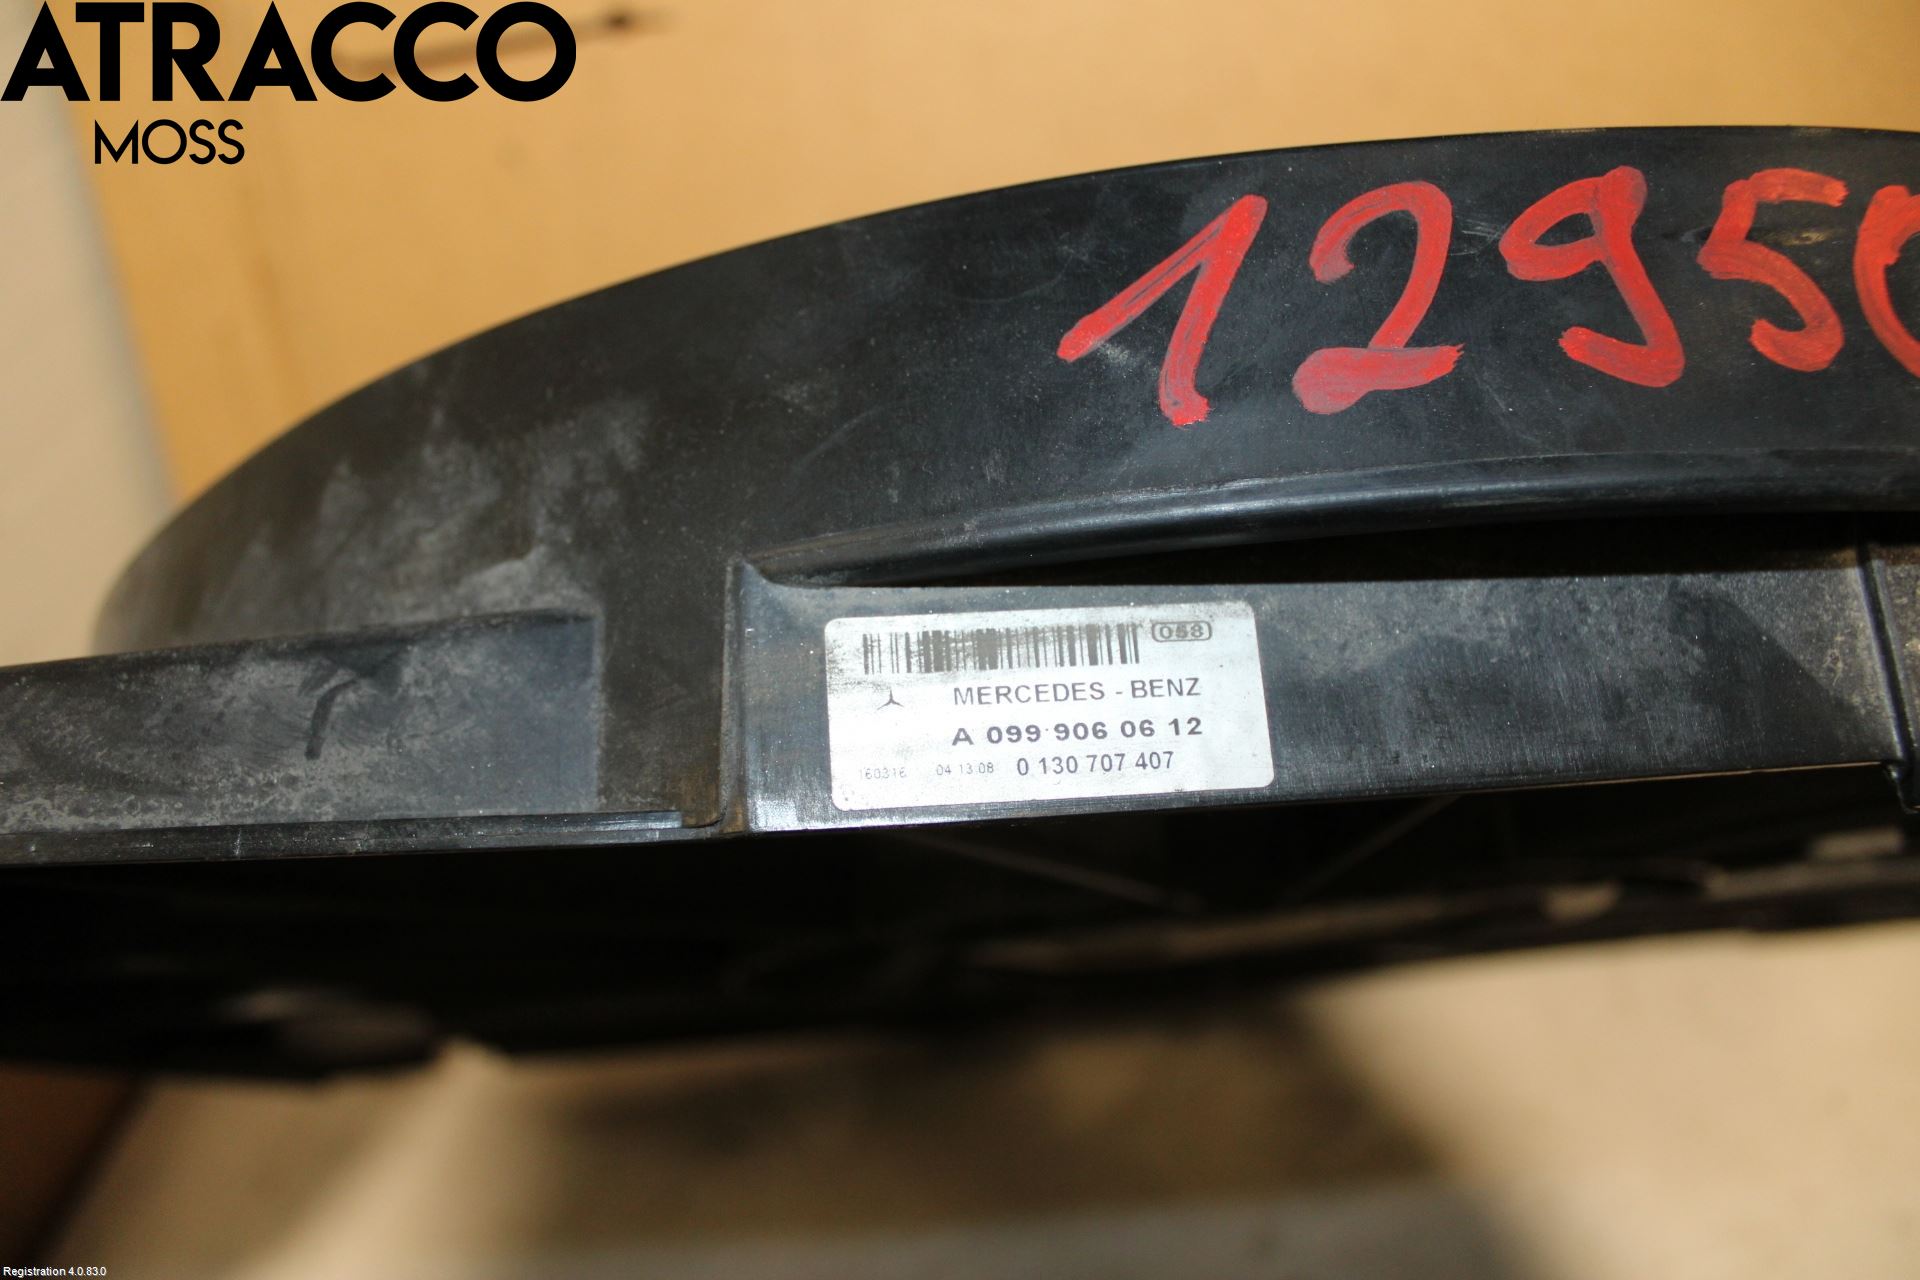 ATRACCO
MOSS
1295
058
MERCEDES - BENZ
A 099 906 06 12
160316 04 13 08 0 130 707 407
Registration 4.0.83.0